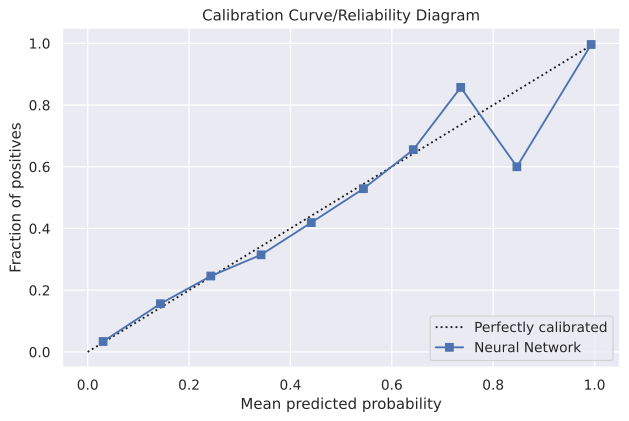 Calibration Curve/Reliability Diagram
Fraction of positives
1.0
0.8
0.6
0.4
0.2
0.0
Perfectly calibrated
Neural Network
0.0 0.2 0.4 0.6 0.8 1.0
Mean predicted probability